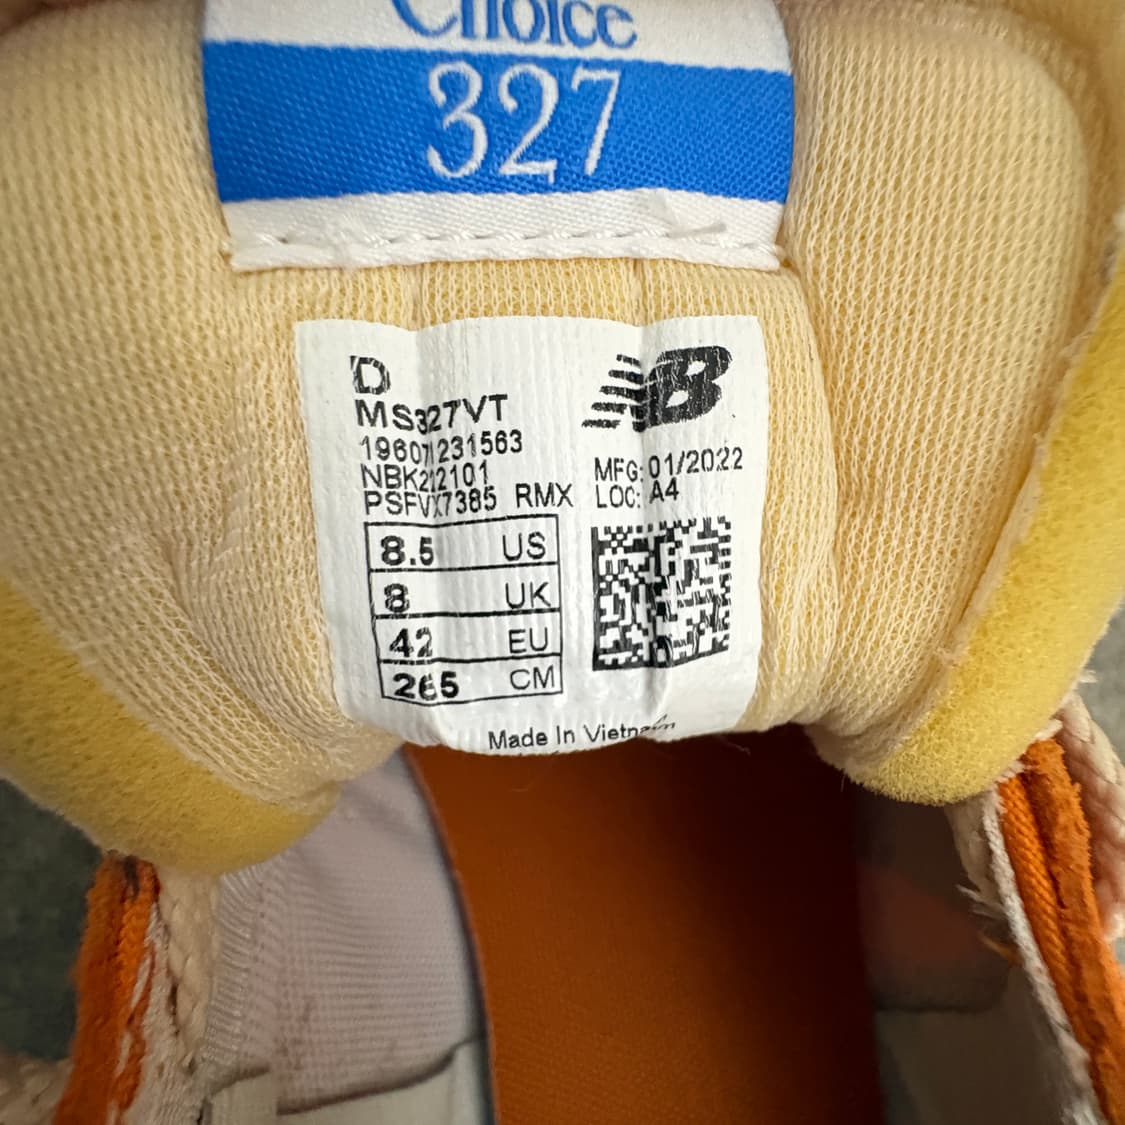 Choice
327
D
MS327VT
196071231563
NBK212101
PSFVX7385 RMX
MFG: 01/2022
LOC: A4
8.5 US
8 UK
42 EU
265 CM
Made In Vietnam